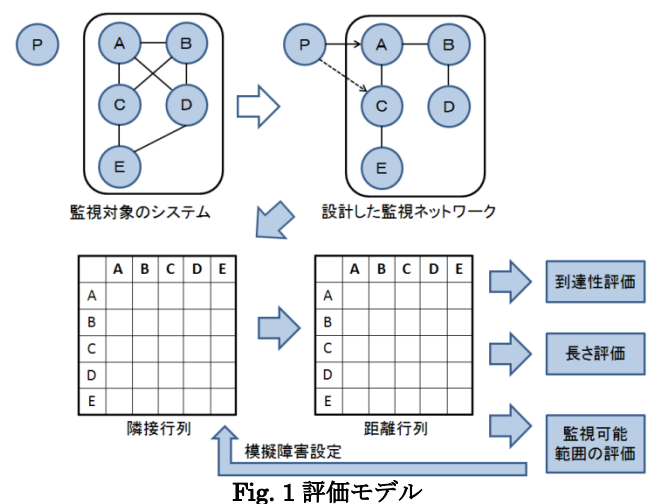 P
A B
C D
E
監視対象のシステム
P
A B
C D
E
設計した監視ネットワーク
A B C D E
A
B
C
D
E
隣接行列
A B C D E
A
B
C
D
E
距離行列
到達性評価
長さ評価
監視可能
範囲の評価
模擬障害設定
Fig. 1 評価モデル